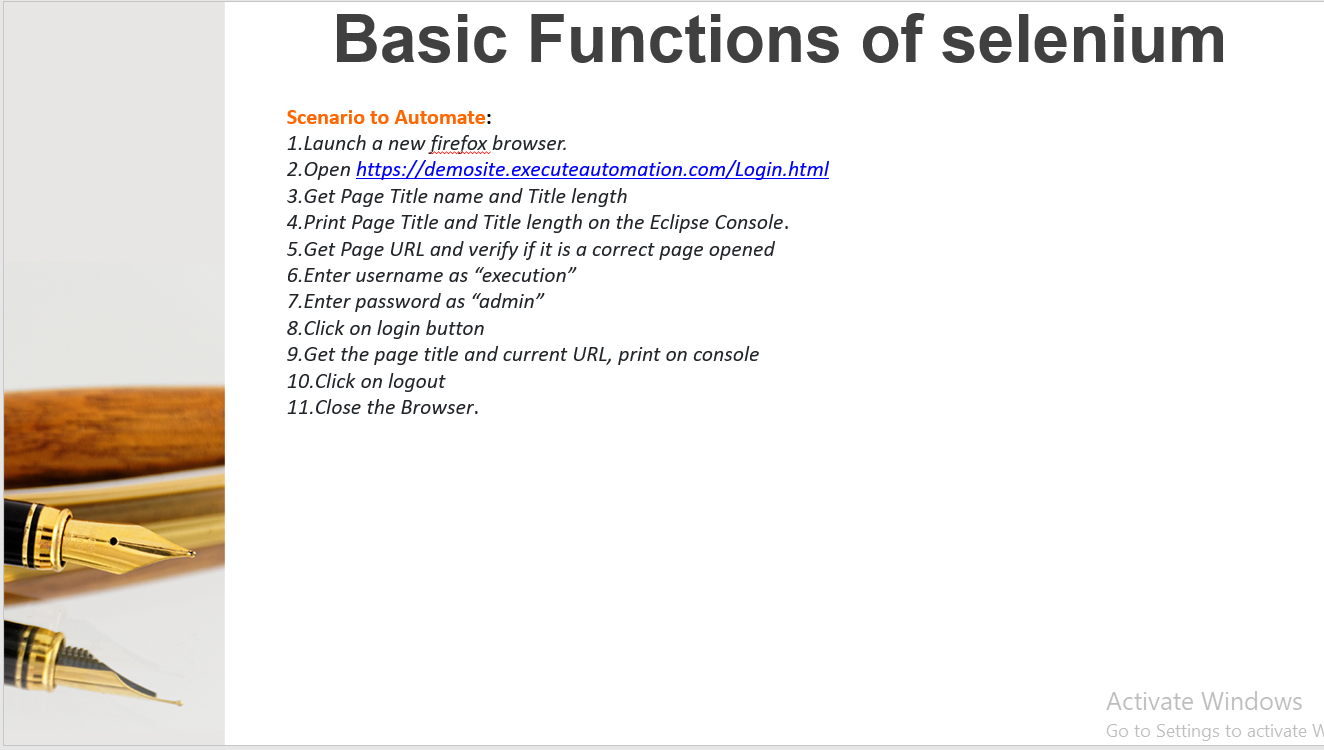 Basic Functions of selenium
Scenario to Automate:
1.Launch a new firefox browser.
2.Open https://demosite.executeautomation.com/Login.html
3.Get Page Title name and Title length
4.Print Page Title and Title length on the Eclipse Console.
5.Get Page URL and verify if it is a correct page opened
6.Enter username as “execution”
7.Enter password as “admin”
8.Click on login button
9.Get the page title and current URL, print on console
10.Click on logout
11.Close the Browser.
Activate Windows
Go to Settings to activate W